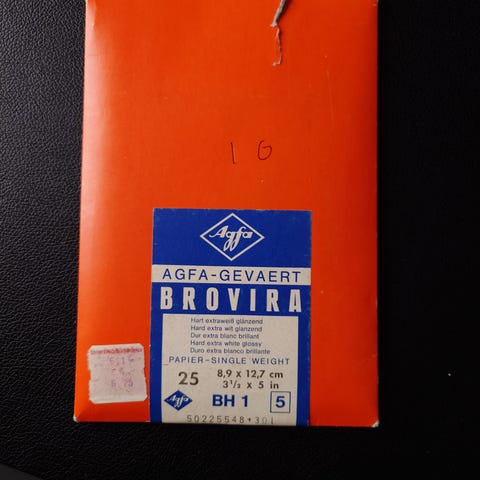 10
Agfa
AGFA-GEVAERT
BROVIRA
Hart extraweiß glänzend
Hard extra wit glanzend
Dur extra blanc brillant
Hard extra white glossy
Duro extra blanco brillante
PAPIER-SINGLE WEIGHT
25 8,9 x 12,7 cm
3½ x 5 in
Agfa BH 1 5
50225548+301